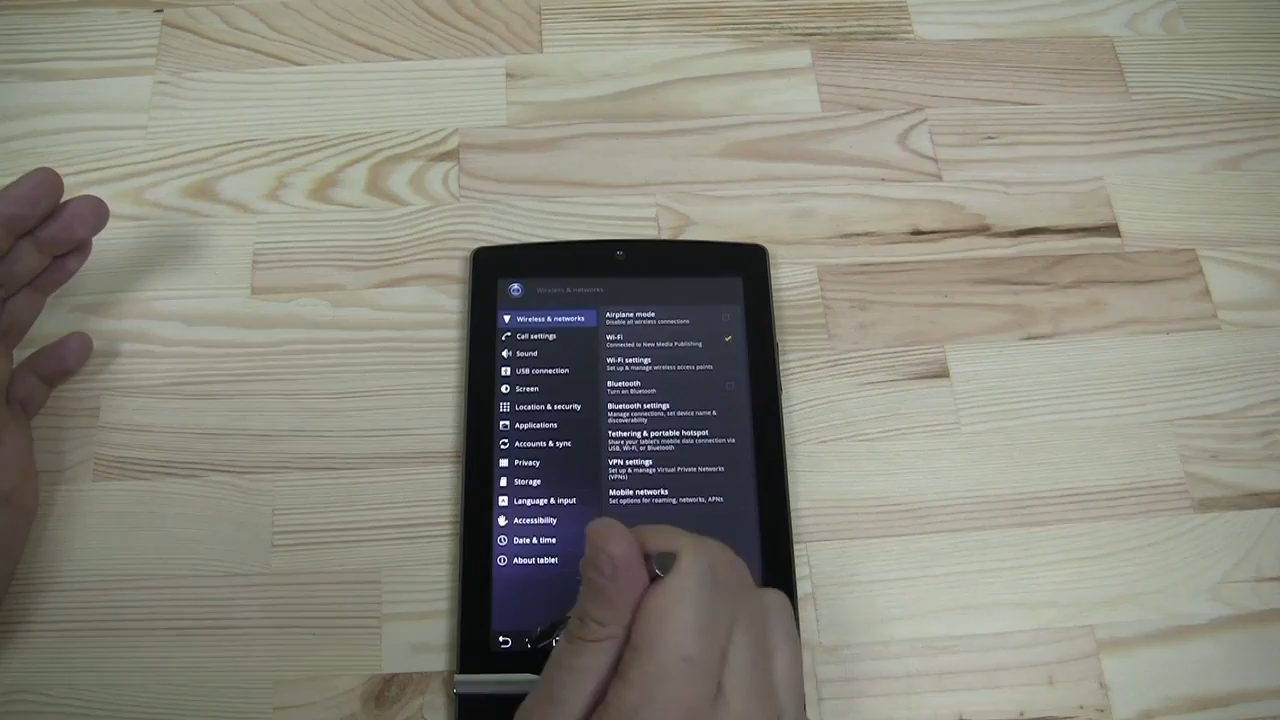 Wireless & networks
Wireless & networks
Call settings
Sound
USB connection
Screen
Location & security
Applications
Accounts & sync
Privacy
Storage
Language & input
Accessibility
Date & time
About tablet
Airplane mode
Disable all wireless connections
Wi-Fi
Connected to New Media Publishing
Wi-Fi settings
Set up & manage wireless access points
Bluetooth
Turn on Bluetooth
Bluetooth settings
Manage connections, set device name &
discoverability
Tethering & portable hotspot
Share your tablet's mobile data connection via
USB, Wi-Fi, or Bluetooth
VPN settings
Set up & manage Virtual Private Networks
(VPNs)
Mobile networks
Set options for roaming, networks, APNs